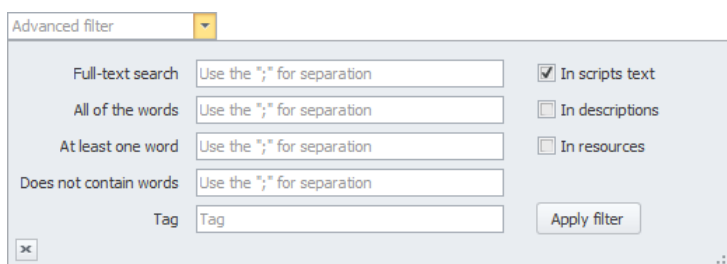 Advanced filter
Full-text search Use the ";" for separation In scripts text
All of the words Use the ";" for separation In descriptions
At least one word Use the ";" for separation In resources
Does not contain words Use the ";" for separation
Tag Tag Apply filter